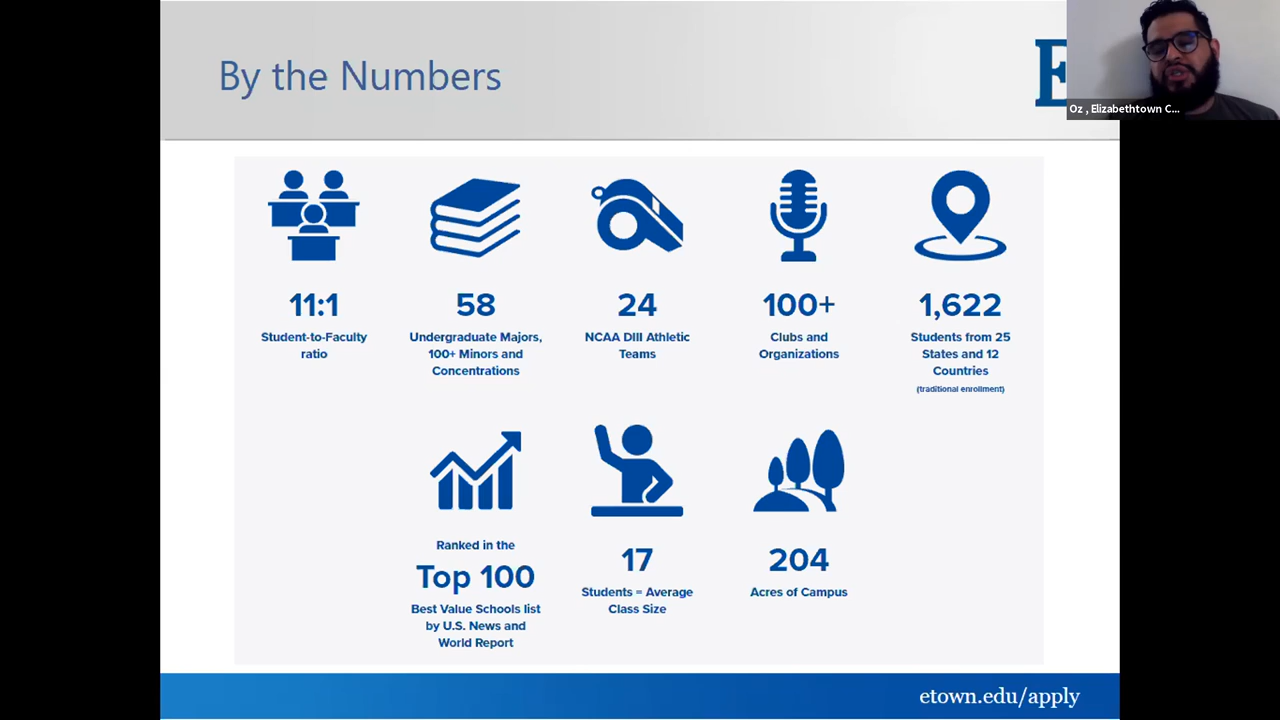 By the Numbers
E
Oz , Elizabethtown C...
11:1
Student-to-Faculty
ratio
58
Undergraduate Majors,
100+ Minors and
Concentrations
24
NCAA DIII Athletic
Teams
100+
Clubs and
Organizations
1,622
Students from 25
States and 12
Countries
(traditional enrollment)
Ranked in the
Top 100
Best Value Schools list
by U.S. News and
World Report
17
Students = Average
Class Size
204
Acres of Campus
etown.edu/apply